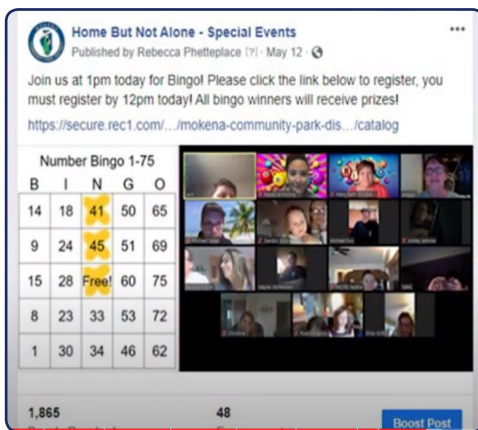 Home But Not Alone - Special Events
Published by Rebecca Phetteplace [?] · May 12 ·
Join us at 1pm today for Bingo! Please click the link below to register, you
must register by 12pm today! All bingo winners will receive prizes!
https://secure.rec1.com/.../mokena-community-park-dis.../catalog
Number Bingo 1-75
B I N G O
14 18 41 50 65
9 24 45 51 69
15 28 Free! 60 75
8 23 33 53 72
1 30 34 46 62
1,865 48
Boost Post